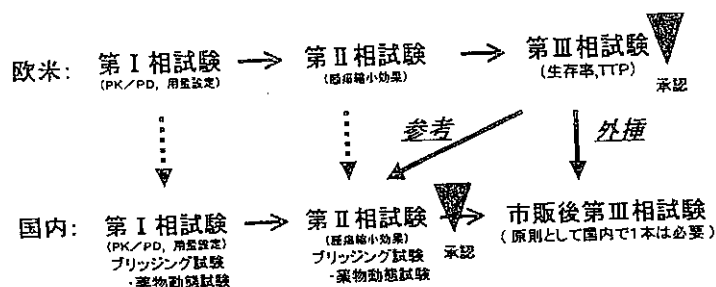 欧米: 第Ⅰ相試験 → 第Ⅱ相試験 → 第Ⅲ相試験
(PK/PD, 用量設定) (腫瘍縮小効果) (生存率,TTP) 承認
参考 外挿
国内: 第Ⅰ相試験 → 第Ⅱ相試験 → 市販後第Ⅲ相試験
(PK/PD, 用量設定) (腫瘍縮小効果) 承認 (原則として国内で1本は必要)
ブリッジング試験 ブリッジング試験
・薬物動態試験 ・薬物動態試験